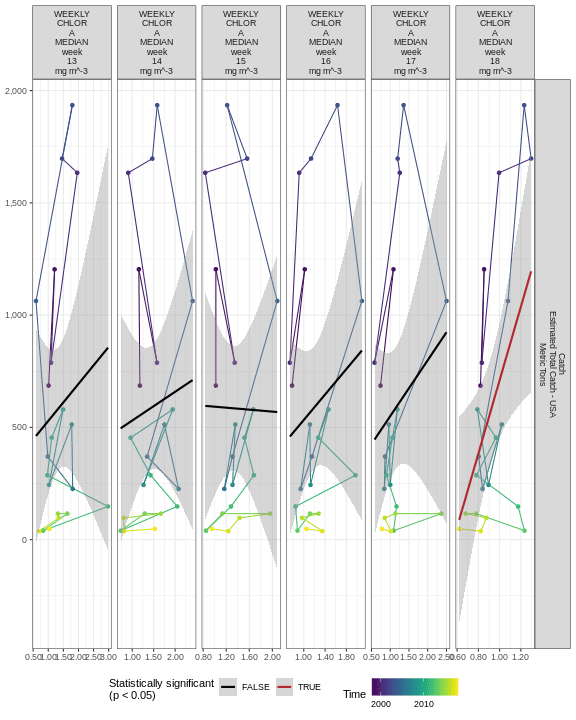 WEEKLY
CHLOR
A
MEDIAN
week
13
mg m^-3
WEEKLY
CHLOR
A
MEDIAN
week
14
mg m^-3
WEEKLY
CHLOR
A
MEDIAN
week
15
mg m^-3
WEEKLY
CHLOR
A
MEDIAN
week
16
mg m^-3
WEEKLY
CHLOR
A
MEDIAN
week
17
mg m^-3
WEEKLY
CHLOR
A
MEDIAN
week
18
mg m^-3
2,000
1,500
1,000
500
0
Catch
Estimated Total Catch - USA
Metric Tons
0.50 1.00 1.50 2.00 2.50 3.00
1.00 1.50 2.00
0.80 1.20 1.60 2.00
1.00 1.40 1.80
0.50 1.00 1.50 2.00 2.50
0.60 0.80 1.00 1.20
Statistically significant
(p < 0.05)
FALSE
TRUE
Time
2000
2010